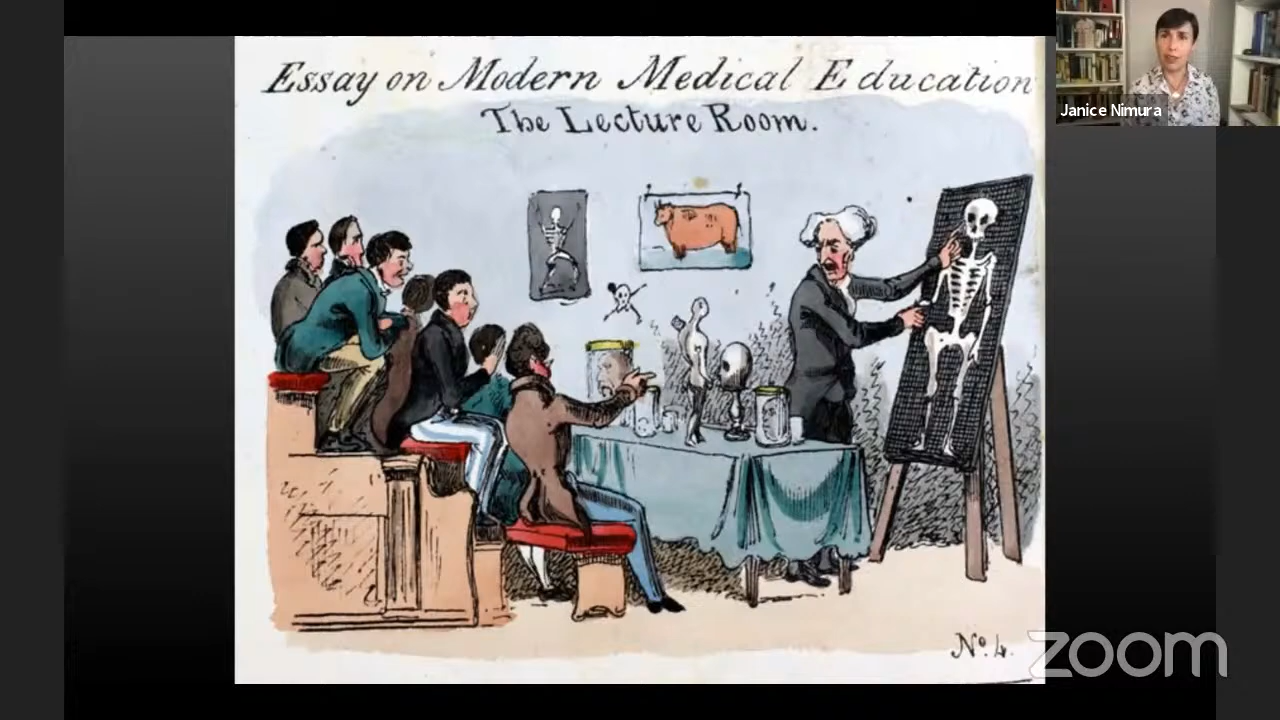 Essay on Modern Medical Education
The Lecture Room.
Janice Nimura
Nº. 4.
zoom